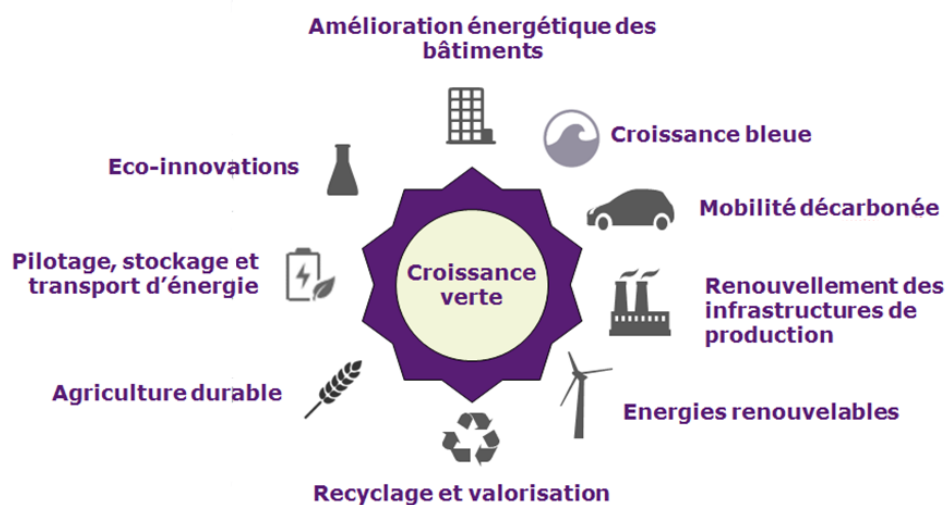 Amélioration énergétique des
bâtiments
Croissance bleue
Eco-innovations
Mobilité décarbonée
Pilotage, stockage et
transport d’énergie
Croissance
verte
Renouvellement des
infrastructures de
production
Agriculture durable
Energies renouvelables
Recyclage et valorisation